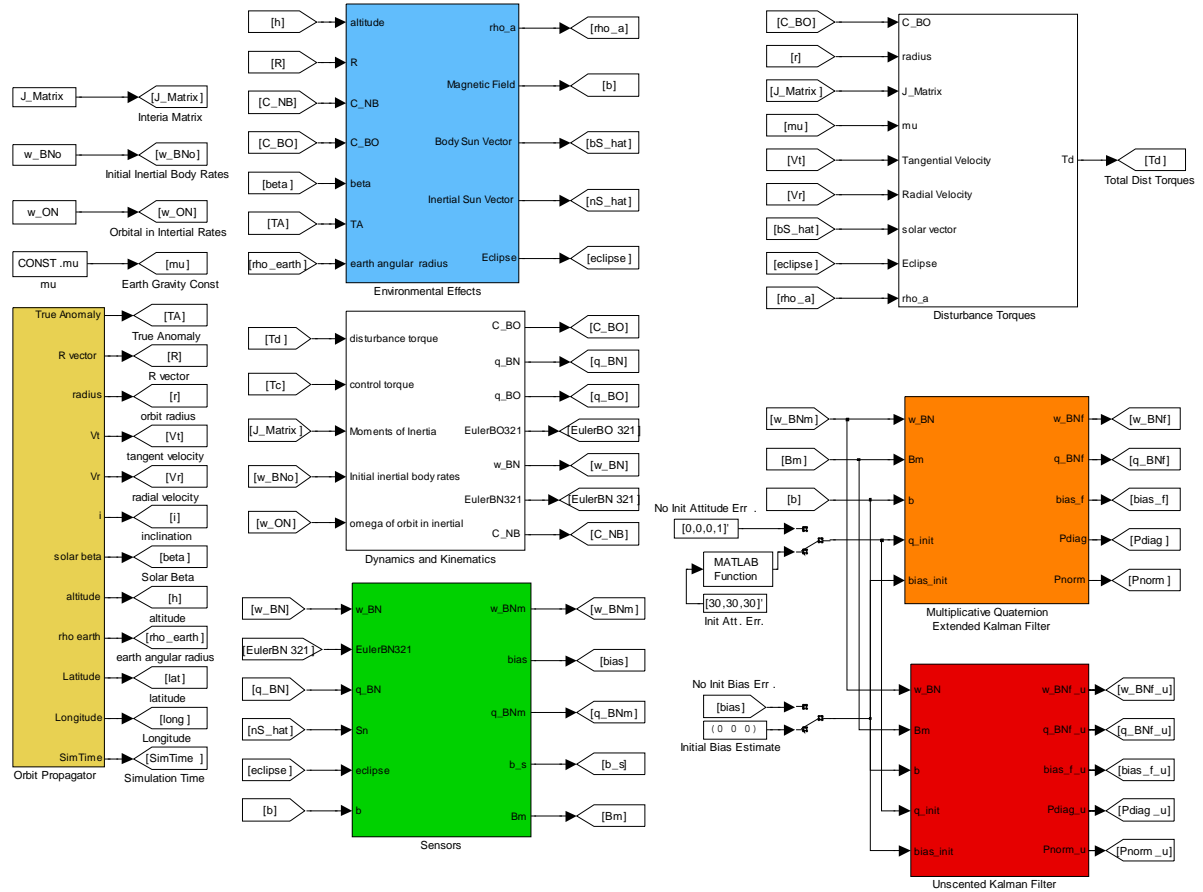 J_Matrix
[J_Matrix ]
Interia Matrix
w_BNo
[w_BNo]
Initial Inertial Body Rates
w_ON
[w_ON]
Orbital in Intertial Rates
CONST .mu
mu
[mu]
Earth Gravity Const
True Anomaly
[TA]
True Anomaly
R vector
[R]
R vector
radius
[r]
orbit radius
Vt
[Vt]
tangent velocity
Vr
[Vr]
radial velocity
i
[i]
inclination
solar beta
[beta ]
Solar Beta
altitude
[h]
altitude
rho earth
[rho_earth ]
earth angular radius
Latitude
[lat]
latitude
Longitude
[long ]
Longitude
SimTime
[SimTime ]
Simulation Time
Orbit Propagator
[h]
altitude
[R]
R
[C_NB]
C_NB
[C_BO]
C_BO
[beta ]
beta
[TA]
TA
[rho_earth ]
earth angular radius
rho_a
[rho_a]
Magnetic Field
[b]
Body Sun Vector
[bS_hat]
Inertial Sun Vector
[nS_hat]
Eclipse
[eclipse ]
Environmental Effects
[Td ]
disturbance torque
[Tc]
control torque
[J_Matrix ]
Moments of Inertia
[w_BNo]
Initial inertial body rates
[w_ON]
omega of orbit in inertial
C_BO
[C_BO]
q_BN
[q_BN]
q_BO
[q_BO]
EulerBO321
[EulerBO 321 ]
w_BN
[w_BN]
EulerBN321
[EulerBN 321 ]
C_NB
[C_NB]
Dynamics and Kinematics
[w_BN]
w_BN
[EulerBN 321 ]
EulerBN321
[q_BN]
q_BN
[nS_hat]
Sn
[eclipse ]
eclipse
[b]
b
w_BNm
[w_BNm]
bias
[bias]
q_BNm
[q_BNm]
b_s
[b_s]
Bm
[Bm]
Sensors
[C_BO]
C_BO
[r]
radius
[J_Matrix ]
J_Matrix
[mu]
mu
[Vt]
Tangential Velocity
[Vr]
Radial Velocity
[bS_hat]
solar vector
[eclipse ]
Eclipse
[rho_a]
rho_a
Td
[Td]
Total Dist Torques
Disturbance Torques
[w_BNm]
w_BN
[Bm]
Bm
[b]
b
No Init Attitude Err .
[0,0,0,1]'
q_init
MATLAB
Function
[30,30,30]'
Init Att. Err.
bias_init
w_BNf
[w_BNf]
q_BNf
[q_BNf]
bias_f
[bias_f]
Pdiag
[Pdiag ]
Pnorm
[Pnorm ]
Multiplicative Quaternion
Extended Kalman Filter
No Init Bias Err .
[bias]
(0 0 0)
Initial Bias Estimate
w_BN
Bm
b
q_init
bias_init
w_BNf_u
[w_BNf_u]
q_BNf_u
[q_BNf_u]
bias_f_u
[bias_f_u]
Pdiag_u
[Pdiag _u]
Pnorm _u
[Pnorm _u]
Unscented Kalman Filter